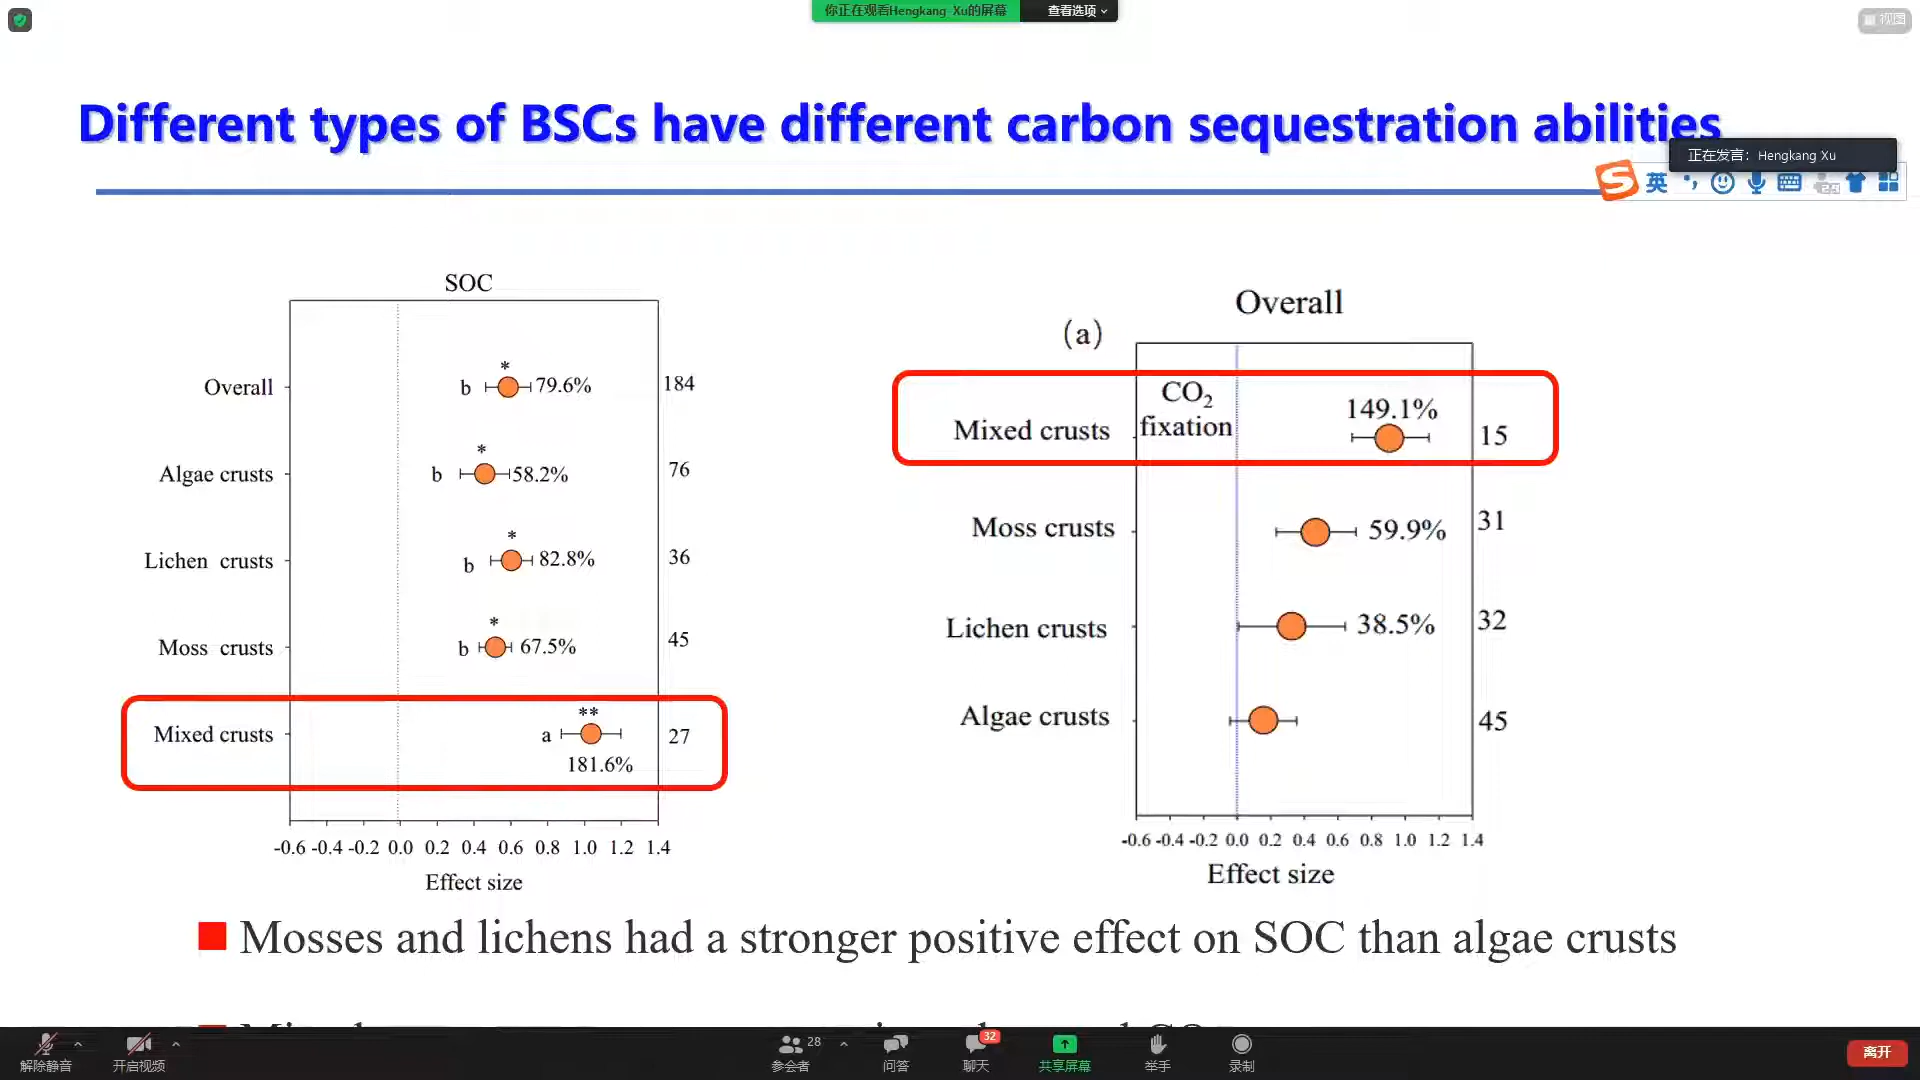 你正在观看Hengkang Xu的屏幕
查看选项
视图
Different types of BSCs have different carbon sequestration abilities
正在发言: Hengkang Xu
英
SOC
Overall
b
*
79.6%
184
Algae crusts
b
*
58.2%
76
Lichen crusts
b
*
82.8%
36
Moss crusts
b
*
67.5%
45
Mixed crusts
a
**
181.6%
27
-0.6 -0.4 -0.2 0.0 0.2 0.4 0.6 0.8 1.0 1.2 1.4
Effect size
Overall
(a)
CO₂
fixation
Mixed crusts
149.1%
15
Moss crusts
59.9%
31
Lichen crusts
38.5%
32
Algae crusts
45
-0.6 -0.4 -0.2 0.0 0.2 0.4 0.6 0.8 1.0 1.2 1.4
Effect size
Mosses and lichens had a stronger positive effect on SOC than algae crusts
解除静音
开启视频
28
参会者
问答
32
聊天
共享屏幕
举手
录制
离开